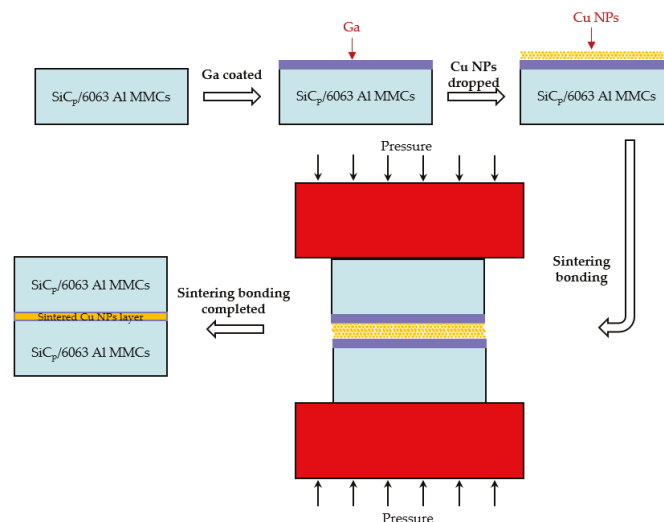 Ga
Cu NPs
Ga coated
Cu NPs
dropped
SiCp/6063 Al MMCs
SiCp/6063 Al MMCs
SiCp/6063 Al MMCs
Pressure
Sintering
bonding
SiCp/6063 Al MMCs
Sintered Cu NPs layer
SiCp/6063 Al MMCs
Sintering bonding
completed
Pressure